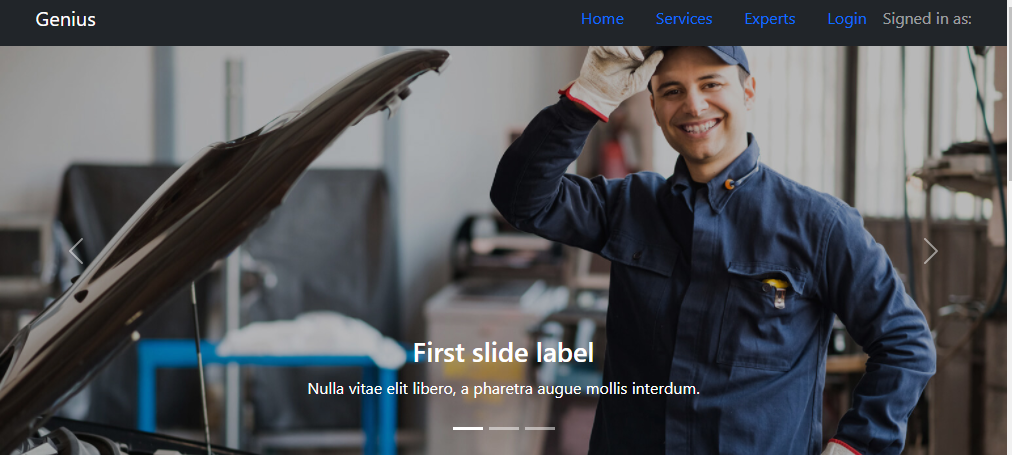 Genius Home Services Experts Login Signed in as:
First slide label
Nulla vitae elit libero, a pharetra augue mollis interdum.